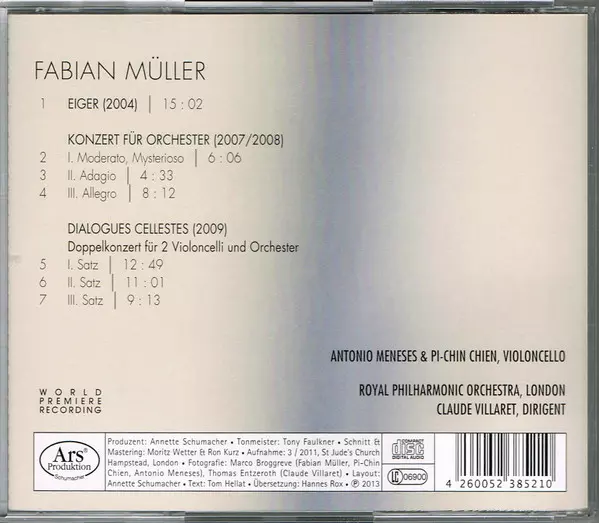 FABIAN MÜLLER
1 EIGER (2004) | 15 : 02
KONZERT FÜR ORCHESTER (2007/2008)
2 I. Moderato, Mysterioso | 6 : 06
3 II. Adagio | 4 : 33
4 III. Allegro | 8 : 12
DIALOGUES CELLESTES (2009)
Doppelkonzert für 2 Violoncelli und Orchester
5 I. Satz | 12 : 49
6 II. Satz | 11 : 01
7 III. Satz | 9 : 13
ANTONIO MENESES & PI-CHIN CHIEN, VIOLONCELLO
ROYAL PHILHARMONIC ORCHESTRA, LONDON
CLAUDE VILLARET, DIRIGENT
WORLD
PREMIERE
RECORDING
Ars
Produktion
Schumacher
Produzent: Annette Schumacher • Tonmeister: Tony Faulkner • Schnitt &
Mastering: Moritz Wetter & Ron Kurz • Aufnahme: 3 / 2011, St Jude's Church
Hampstead, London • Fotografie: Marco Broggreve (Fabian Müller, Pi-Chin
Chien, Antonio Meneses), Thomas Entzeroth (Claude Villaret) • Layout:
Annette Schumacher • Text: Tom Hellat • Übersetzung: Hannes Rox • ℗ 2013
COMPACT
disc
DIGITAL AUDIO
LC 06900
4 260052 385210